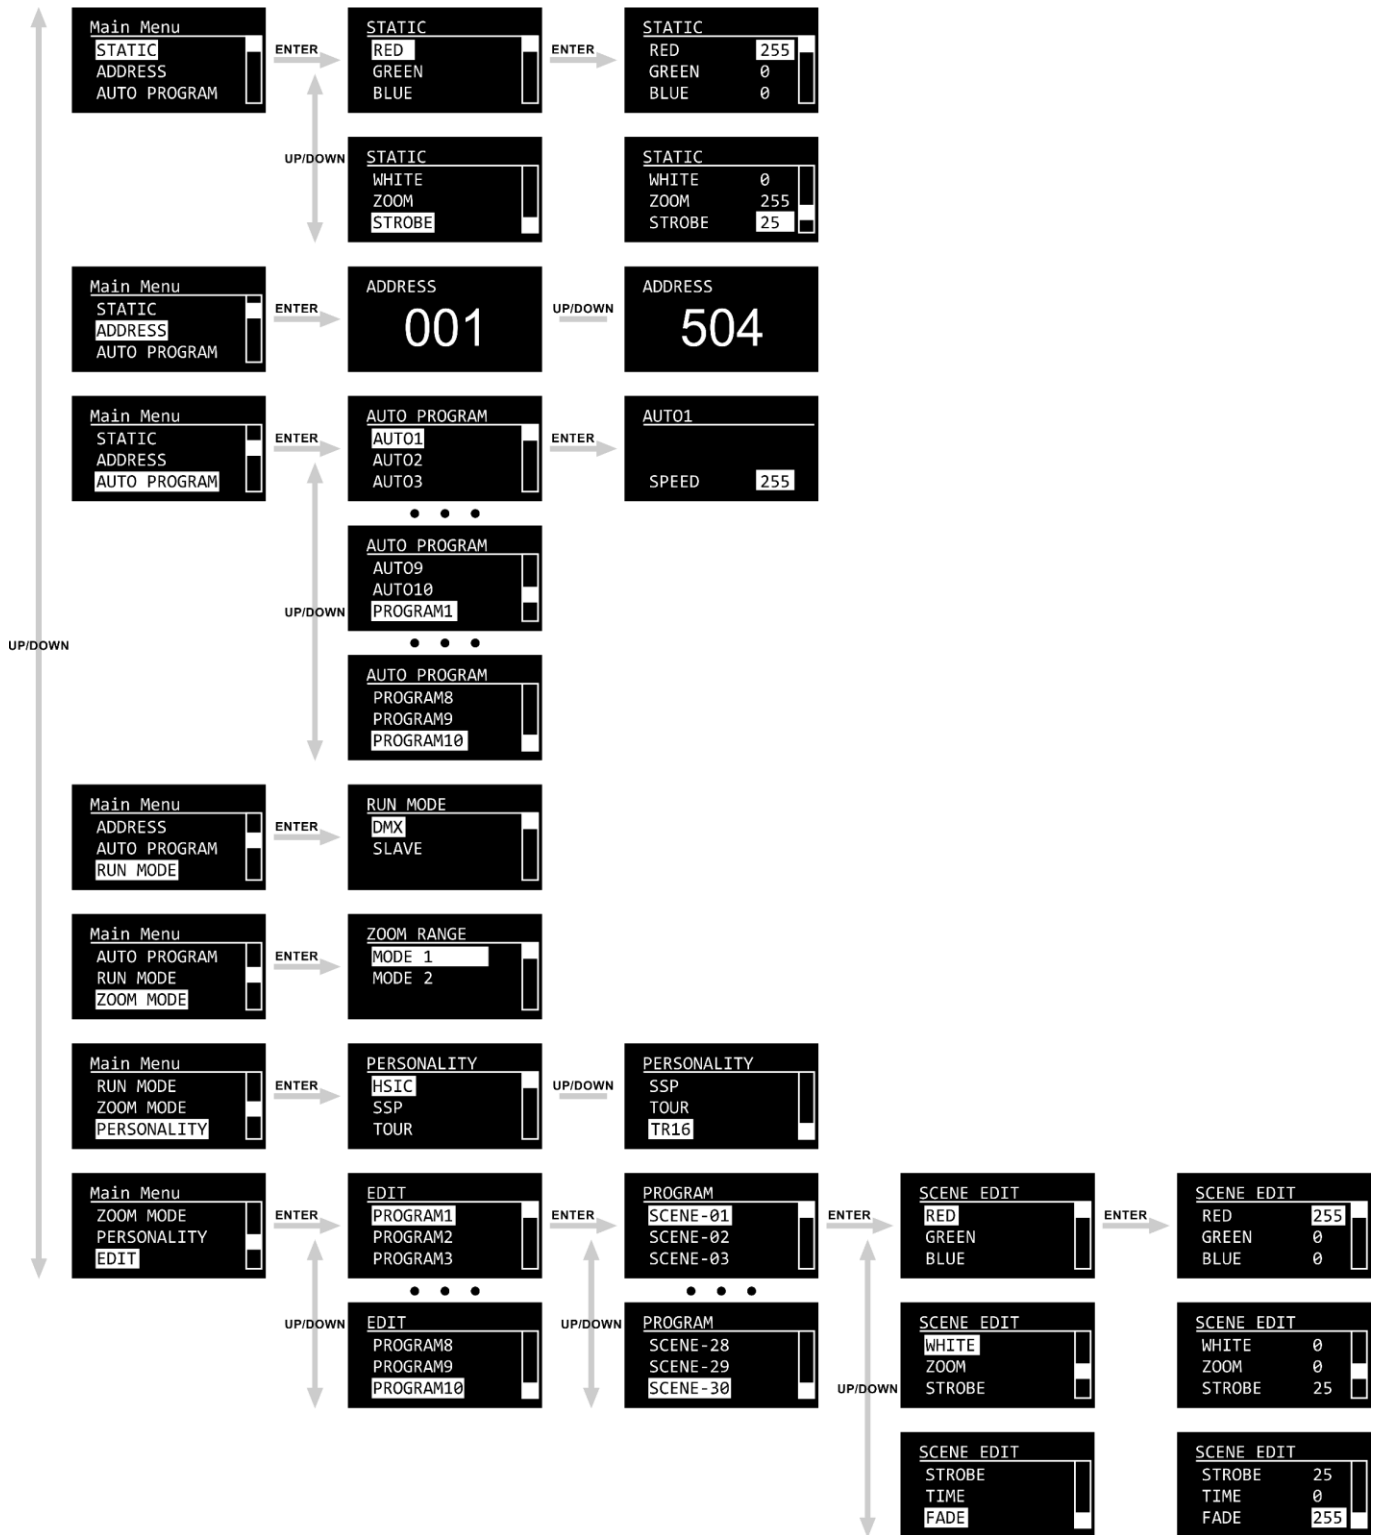 Main Menu
STATIC
ADDRESS
AUTO PROGRAM
ENTER
STATIC
RED
GREEN
BLUE
ENTER
STATIC
RED 255
GREEN 0
BLUE 0
UP/DOWN
STATIC
WHITE
ZOOM
STROBE
STATIC
WHITE 0
ZOOM 255
STROBE 25
Main Menu
STATIC
ADDRESS
AUTO PROGRAM
ENTER
ADDRESS
001
UP/DOWN
ADDRESS
504
Main Menu
STATIC
ADDRESS
AUTO PROGRAM
ENTER
AUTO PROGRAM
AUTO1
AUTO2
AUTO3
ENTER
AUTO1
SPEED 255
UP/DOWN
AUTO PROGRAM
AUTO9
AUTO10
PROGRAM1
UP/DOWN
AUTO PROGRAM
PROGRAM8
PROGRAM9
PROGRAM10
Main Menu
ADDRESS
AUTO PROGRAM
RUN MODE
ENTER
RUN MODE
DMX
SLAVE
Main Menu
AUTO PROGRAM
RUN MODE
ZOOM MODE
ENTER
ZOOM RANGE
MODE 1
MODE 2
Main Menu
RUN MODE
ZOOM MODE
PERSONALITY
ENTER
PERSONALITY
HSIC
SSP
TOUR
UP/DOWN
PERSONALITY
SSP
TOUR
TR16
Main Menu
ZOOM MODE
PERSONALITY
EDIT
ENTER
EDIT
PROGRAM1
PROGRAM2
PROGRAM3
ENTER
PROGRAM
SCENE-01
SCENE-02
SCENE-03
ENTER
SCENE EDIT
RED
GREEN
BLUE
ENTER
SCENE EDIT
RED 255
GREEN 0
BLUE 0
UP/DOWN
EDIT
PROGRAM8
PROGRAM9
PROGRAM10
UP/DOWN
PROGRAM
SCENE-28
SCENE-29
SCENE-30
UP/DOWN
SCENE EDIT
WHITE
ZOOM
STROBE
SCENE EDIT
WHITE 0
ZOOM 0
STROBE 25
SCENE EDIT
STROBE
TIME
FADE
SCENE EDIT
STROBE 25
TIME 0
FADE 255